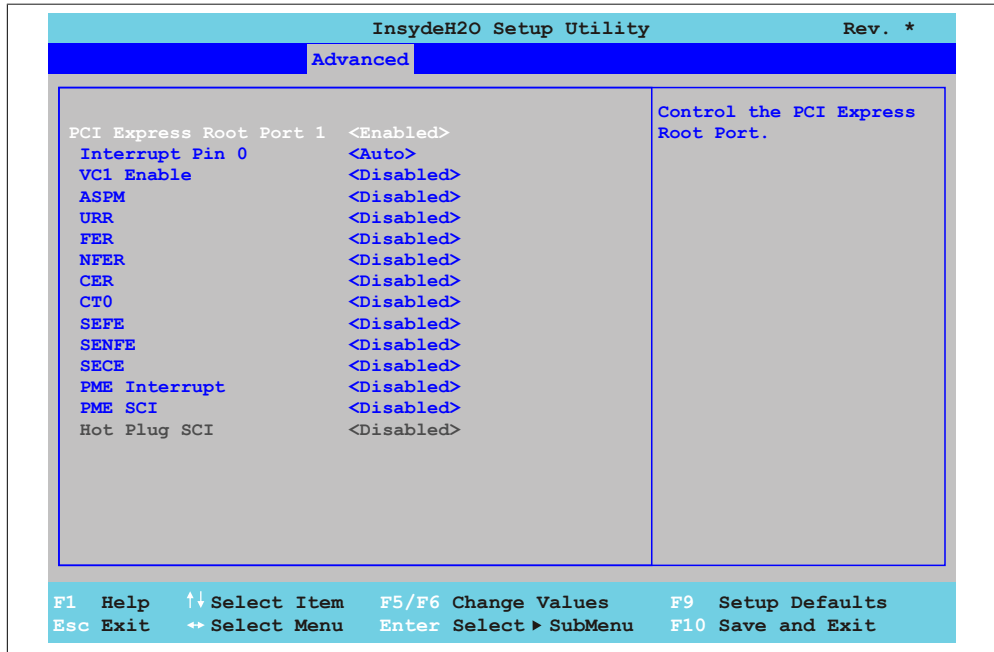 InsydeH2O Setup Utility Rev. *
Advanced
Control the PCI Express
Root Port.
PCI Express Root Port 1 <Enabled>
Interrupt Pin 0 <Auto>
VC1 Enable <Disabled>
ASPM <Disabled>
URR <Disabled>
FER <Disabled>
NFER <Disabled>
CER <Disabled>
CT0 <Disabled>
SEFE <Disabled>
SENFE <Disabled>
SECE <Disabled>
PME Interrupt <Disabled>
PME SCI <Disabled>
Hot Plug SCI <Disabled>
F1 Help ↑↓ Select Item F5/F6 Change Values F9 Setup Defaults
Esc Exit ↔ Select Menu Enter Select ▶ SubMenu F10 Save and Exit